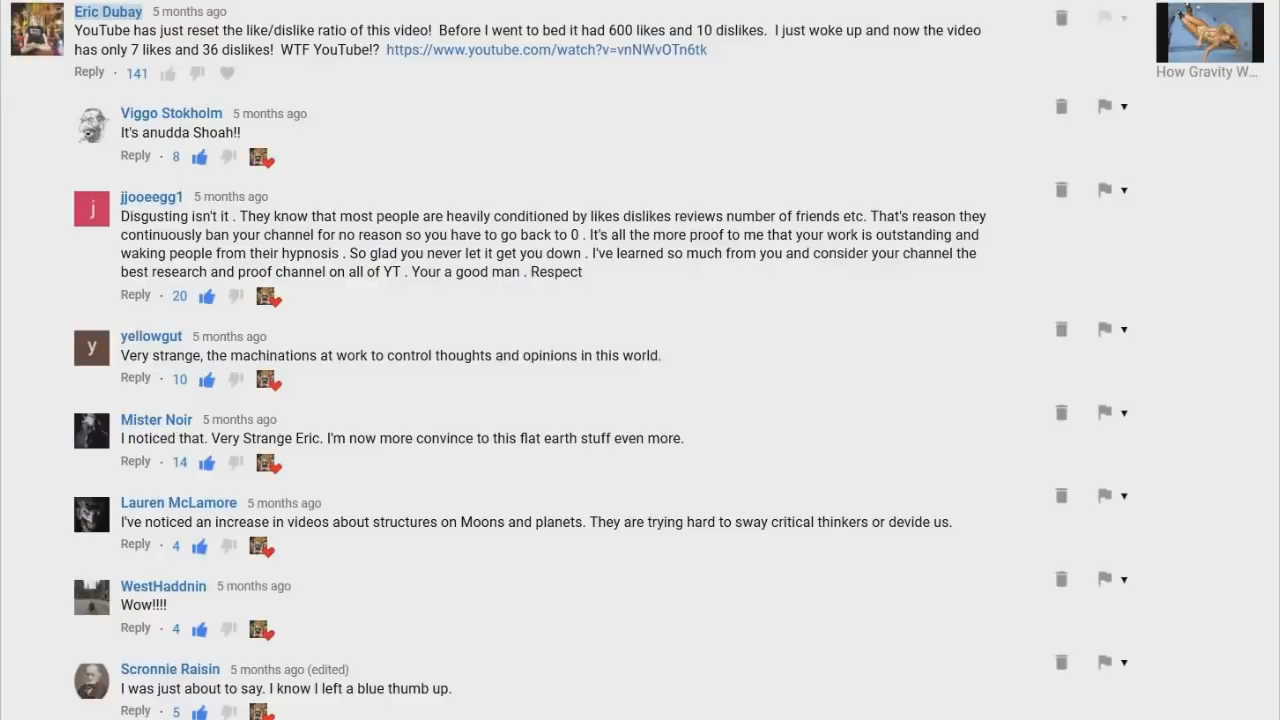 Eric Dubay 5 months ago
YouTube has just reset the like/dislike ratio of this video! Before I went to bed it had 600 likes and 10 dislikes. I just woke up and now the video
has only 7 likes and 36 dislikes! WTF YouTube!? https://www.youtube.com/watch?v=vnNWvOTn6tk
Reply · 141
How Gravity W...
Viggo Stokholm 5 months ago
It's anudda Shoah!!
Reply · 8
j
jjooeegg1 5 months ago
Disgusting isn't it . They know that most people are heavily conditioned by likes dislikes reviews number of friends etc. That's reason they
continuously ban your channel for no reason so you have to go back to 0 . It's all the more proof to me that your work is outstanding and
waking people from their hypnosis . So glad you never let it get you down . I've learned so much from you and consider your channel the
best research and proof channel on all of YT . Your a good man . Respect
Reply · 20
y
yellowgut 5 months ago
Very strange, the machinations at work to control thoughts and opinions in this world.
Reply · 10
Mister Noir 5 months ago
I noticed that. Very Strange Eric. I'm now more convince to this flat earth stuff even more.
Reply · 14
Lauren McLamore 5 months ago
I've noticed an increase in videos about structures on Moons and planets. They are trying hard to sway critical thinkers or devide us.
Reply · 4
WestHaddnin 5 months ago
Wow!!!!
Reply · 4
Scronnie Raisin 5 months ago (edited)
I was just about to say. I know I left a blue thumb up.
Reply · 5